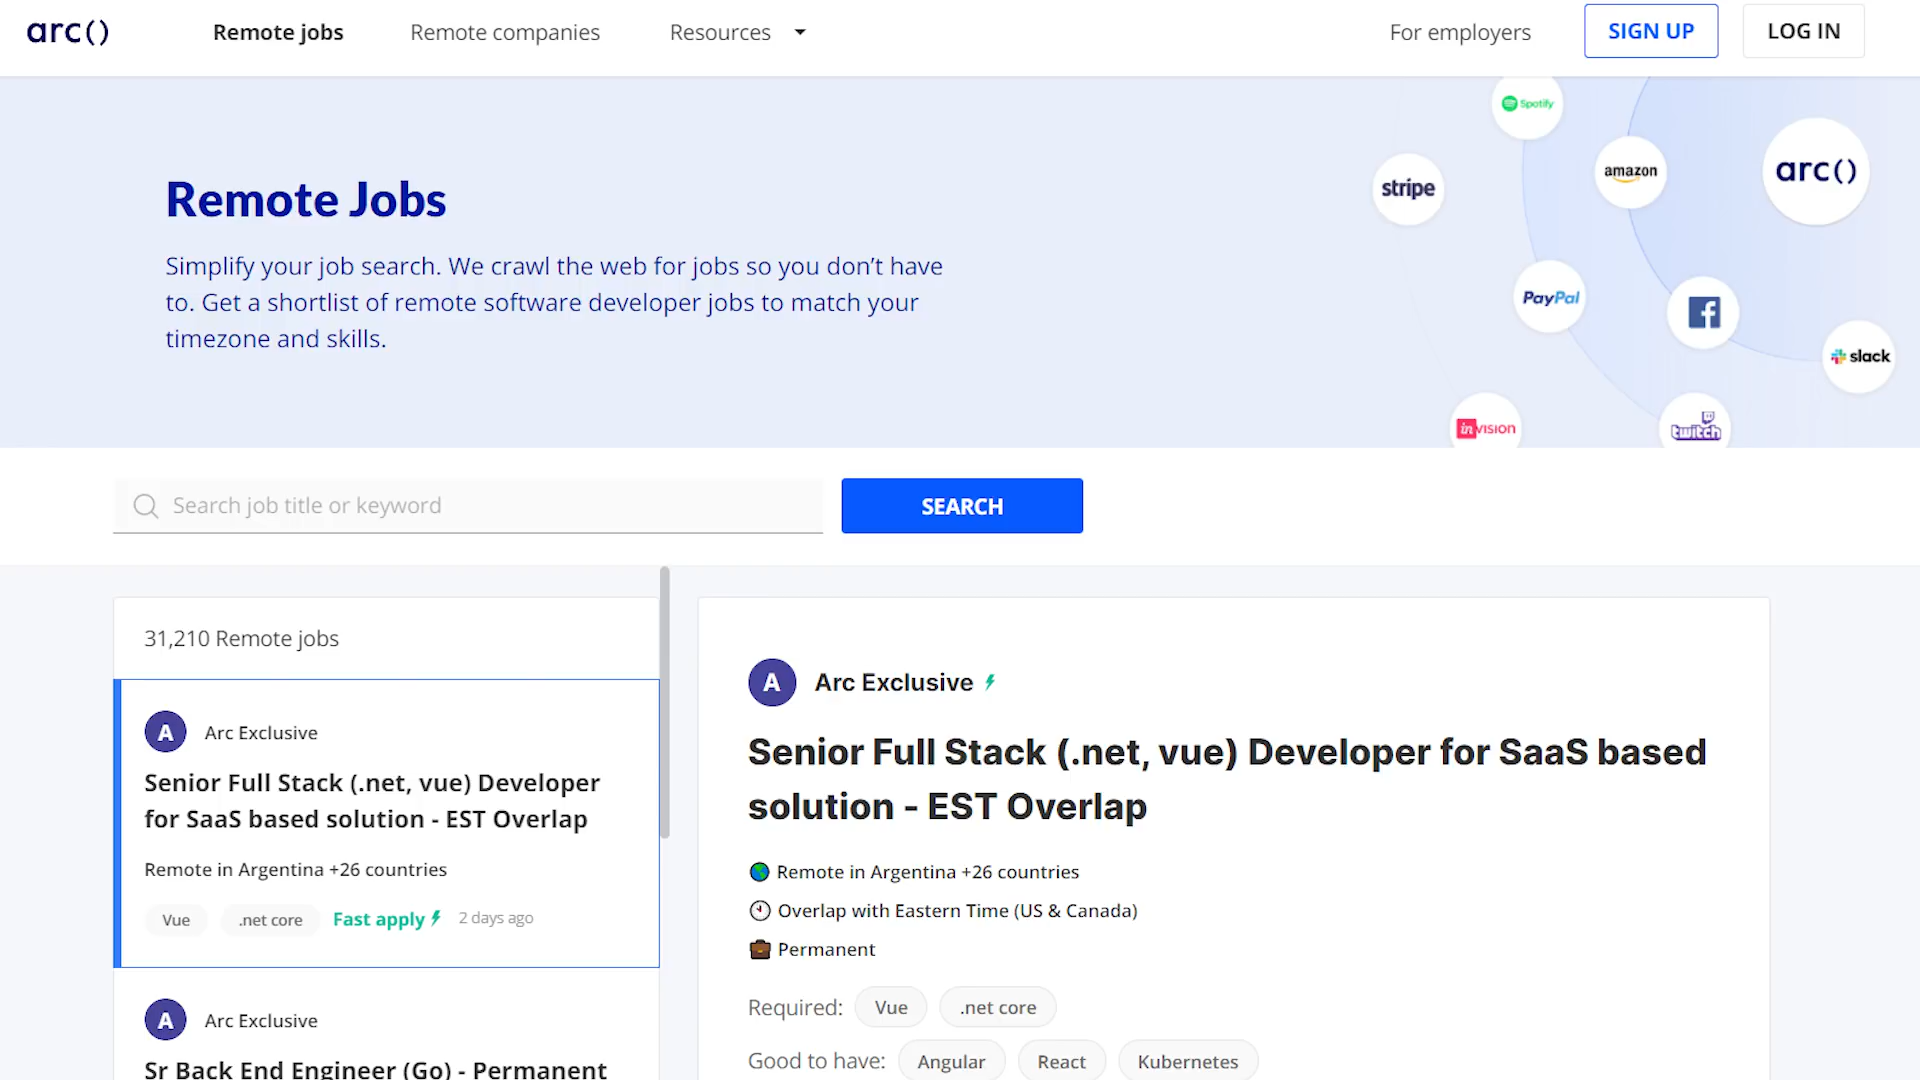 arc()
Remote jobs
Remote companies
Resources
For employers
SIGN UP
LOG IN
Remote Jobs
Simplify your job search. We crawl the web for jobs so you don’t have
to. Get a shortlist of remote software developer jobs to match your
timezone and skills.
Spotify
stripe
amazon
arc()
PayPal
f
slack
invision
twitch
Search job title or keyword
SEARCH
31,210 Remote jobs
A
Arc Exclusive
Senior Full Stack (.net, vue) Developer
for SaaS based solution - EST Overlap
Remote in Argentina +26 countries
Vue
.net core
Fast apply
2 days ago
A
Arc Exclusive
Sr Back End Engineer (Go) - Permanent
A
Arc Exclusive
Senior Full Stack (.net, vue) Developer for SaaS based
solution - EST Overlap
Remote in Argentina +26 countries
Overlap with Eastern Time (US & Canada)
Permanent
Required: Vue .net core
Good to have: Angular React Kubernetes